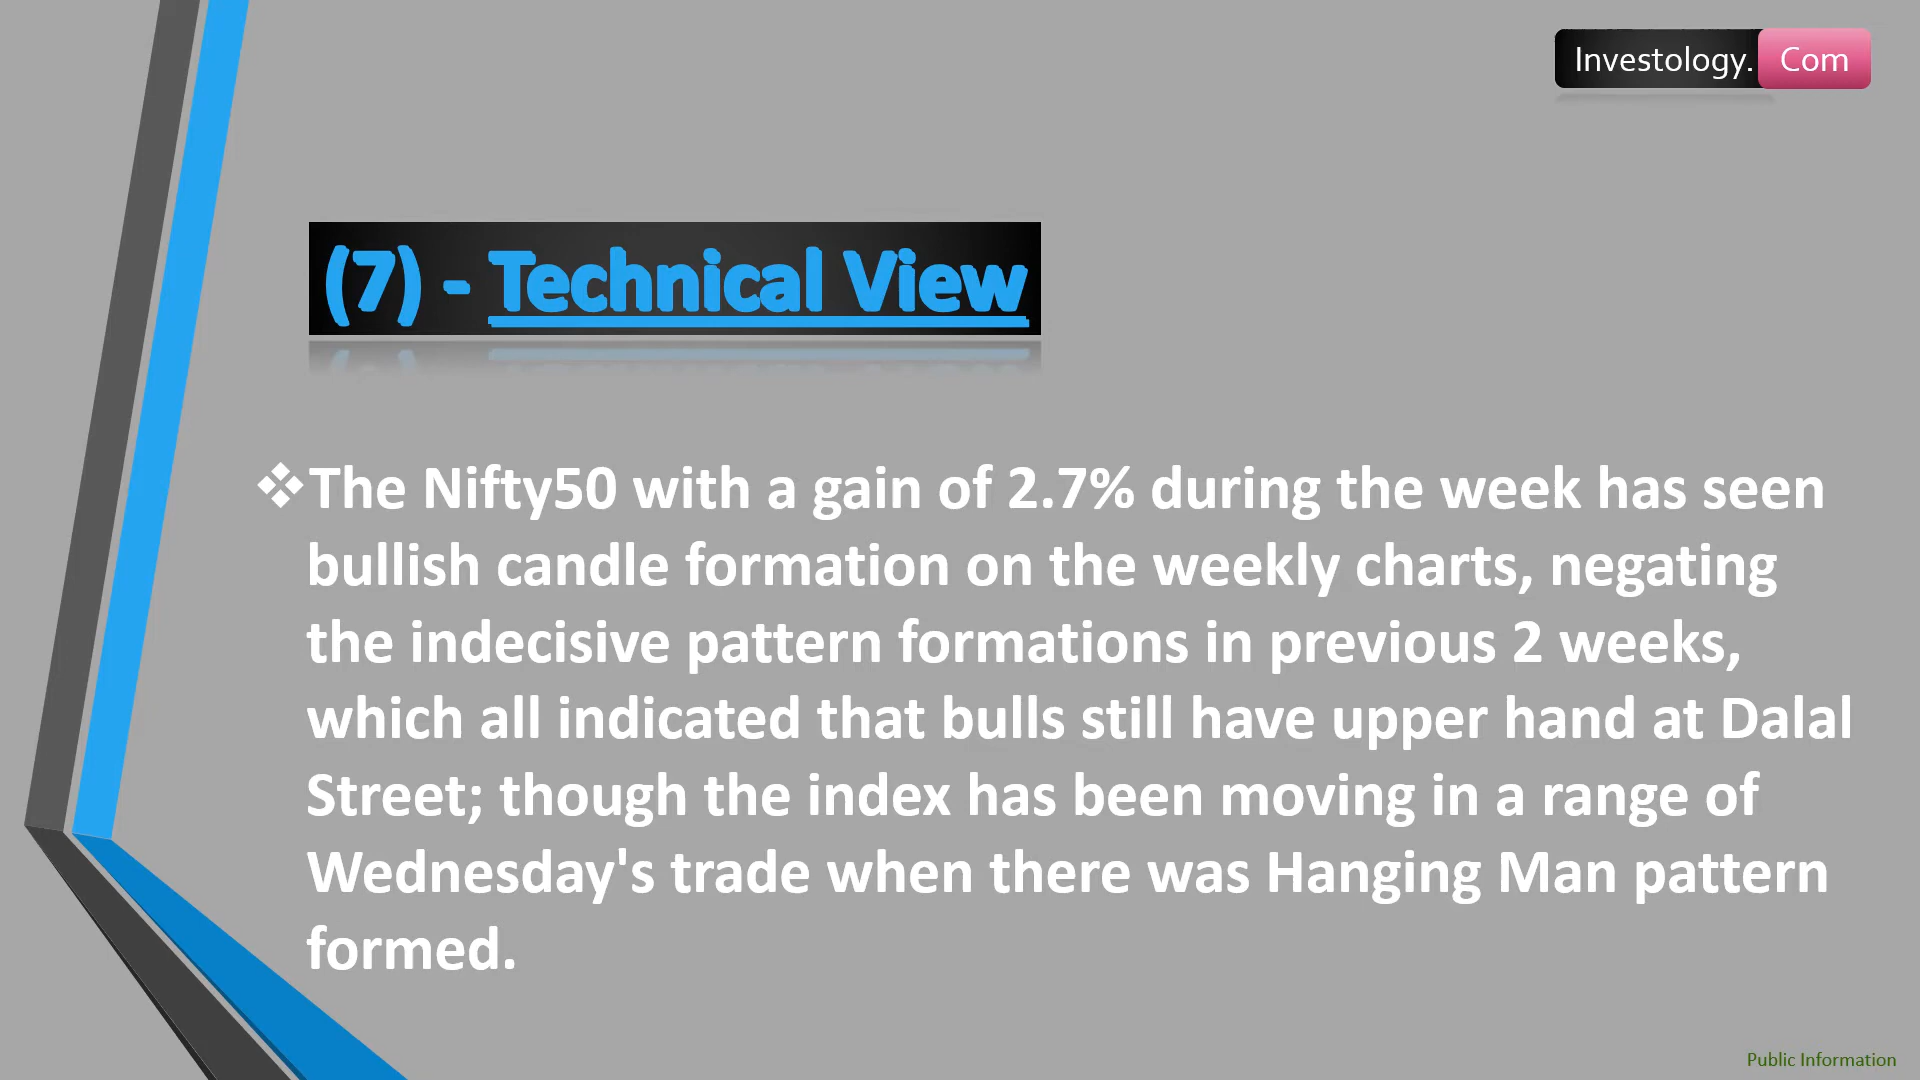 Investology. Com
(7) - Technical View
❖The Nifty50 with a gain of 2.7% during the week has seen
bullish candle formation on the weekly charts, negating
the indecisive pattern formations in previous 2 weeks,
which all indicated that bulls still have upper hand at Dalal
Street; though the index has been moving in a range of
Wednesday's trade when there was Hanging Man pattern
formed.
Public Information